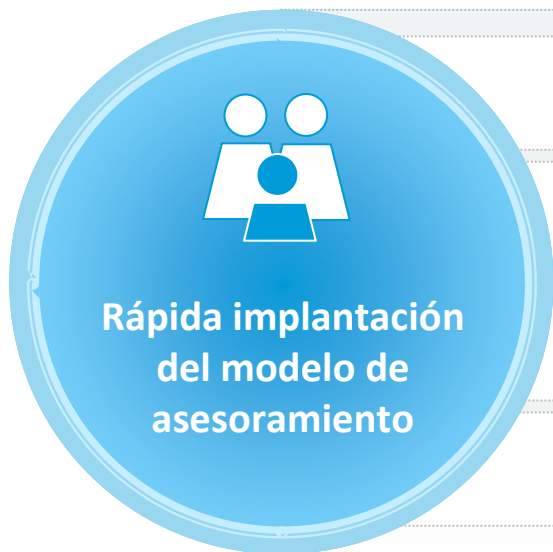 Rápida implantación
del modelo de
asesoramiento